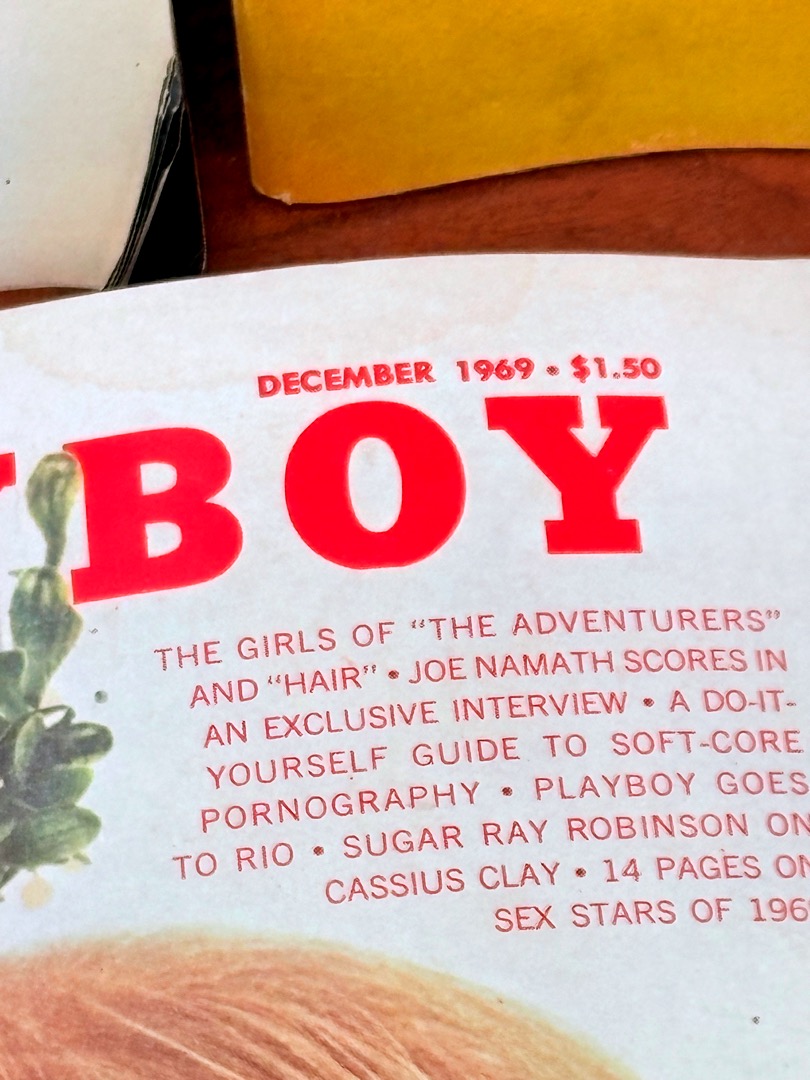 DECEMBER 1969 • $1.50
BOY
THE GIRLS OF "THE ADVENTURERS"
AND "HAIR" • JOE NAMATH SCORES IN
AN EXCLUSIVE INTERVIEW • A DO-IT-
YOURSELF GUIDE TO SOFT-CORE
PORNOGRAPHY • PLAYBOY GOES
TO RIO • SUGAR RAY ROBINSON ON
CASSIUS CLAY • 14 PAGES ON
SEX STARS OF 1969